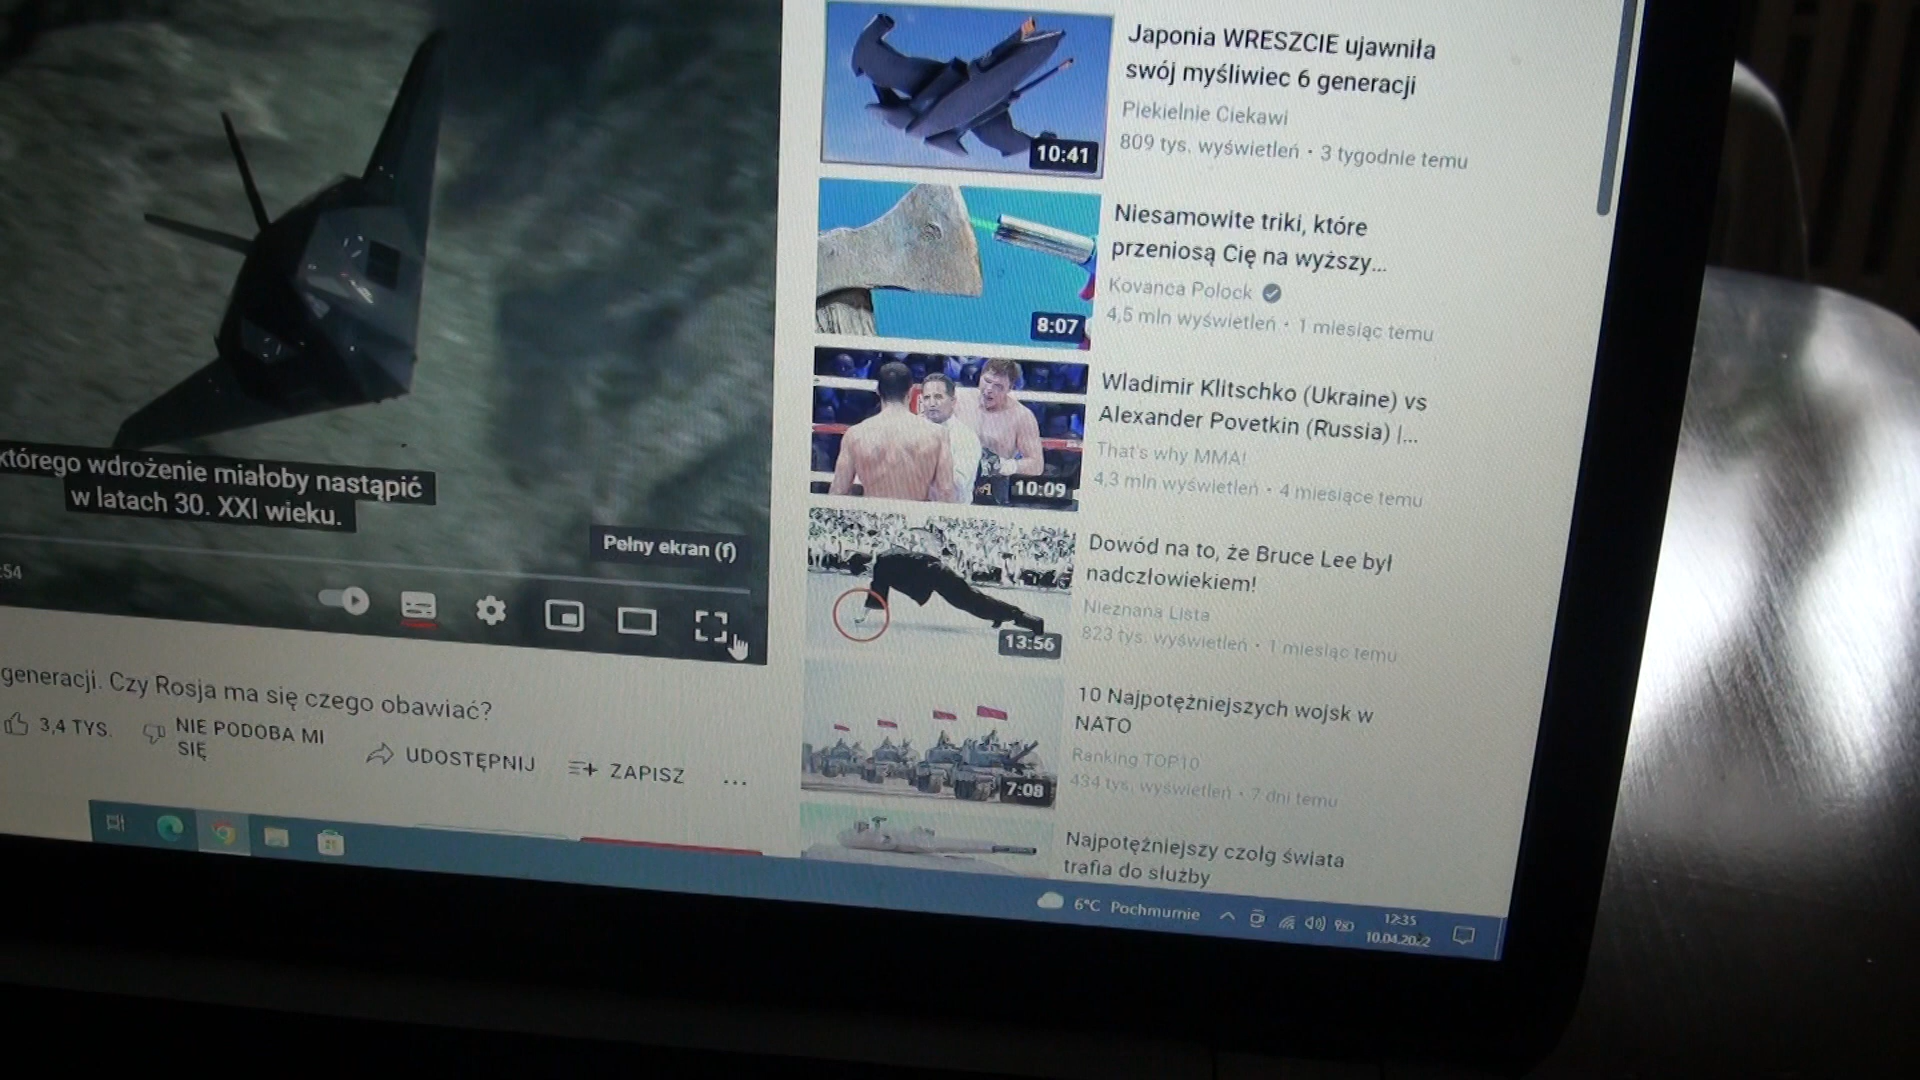 którego wdrożenie miałoby nastąpić
w latach 30. XXI wieku.
Pełny ekran (f)
:54
generacji. Czy Rosja ma się czego obawiać?
3,4 TYS.
NIE PODOBA MI
SIĘ
UDOSTĘPNIJ
ZAPISZ
...
10:41
Japonia WRESZCIE ujawniła
swój myśliwiec 6 generacji
Piekielnie Ciekawi
809 tys. wyświetleń • 3 tygodnie temu
8:07
Niesamowite triki, które
przeniosą Cię na wyższy...
Kovanca Polock
4,5 mln wyświetleń • 1 miesiąc temu
10:09
Wladimir Klitschko (Ukraine) vs
Alexander Povetkin (Russia) |...
That's why MMA!
4,3 mln wyświetleń • 4 miesiące temu
13:56
Dowód na to, że Bruce Lee był
nadczłowiekiem!
Nieznana Lista
823 tys. wyświetleń • 1 miesiąc temu
7:08
10 Najpotężniejszych wojsk w
NATO
Ranking TOP10
434 tys. wyświetleń • 7 dni temu
Najpotężniejszy czołg świata
trafia do służby
6°C Pochmurnie
12:35
10.04.2022